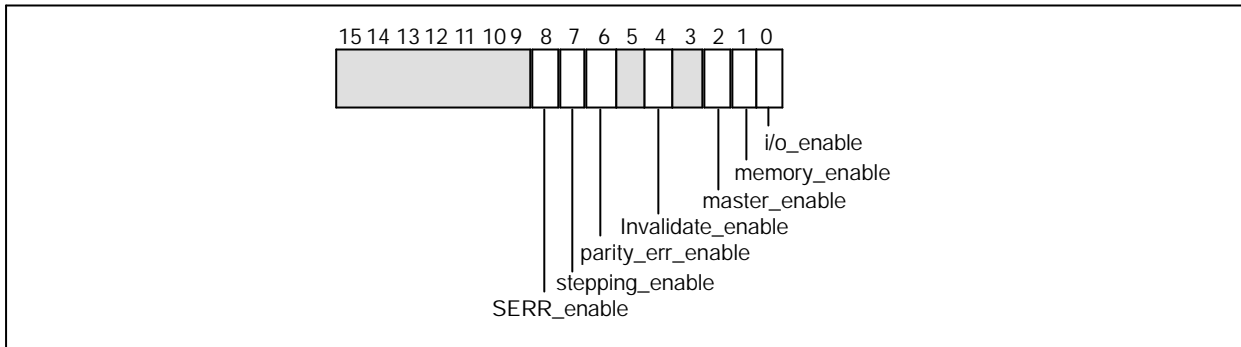 15 14 13 12 11 10 9 8 7 6 5 4 3 2 1 0
i/o_enable
memory_enable
master_enable
Invalidate_enable
parity_err_enable
stepping_enable
SERR_enable